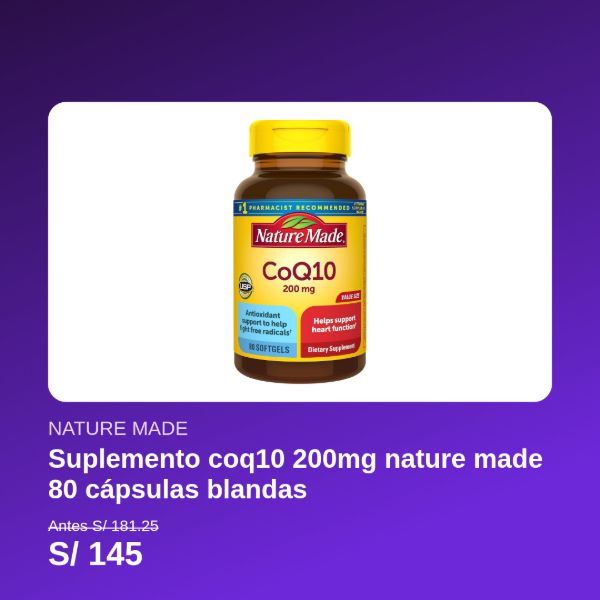 #1 PHARMACIST RECOMMENDED
Nature Made
CoQ10
200 mg
VALUE SIZE
USP
Antioxidant
support to help
fight free radicals†
Helps support
heart function†
80 SOFTGELS
Dietary Supplement
NATURE MADE
Suplemento coq10 200mg nature made
80 cápsulas blandas
Antes S/ 181.25
S/ 145